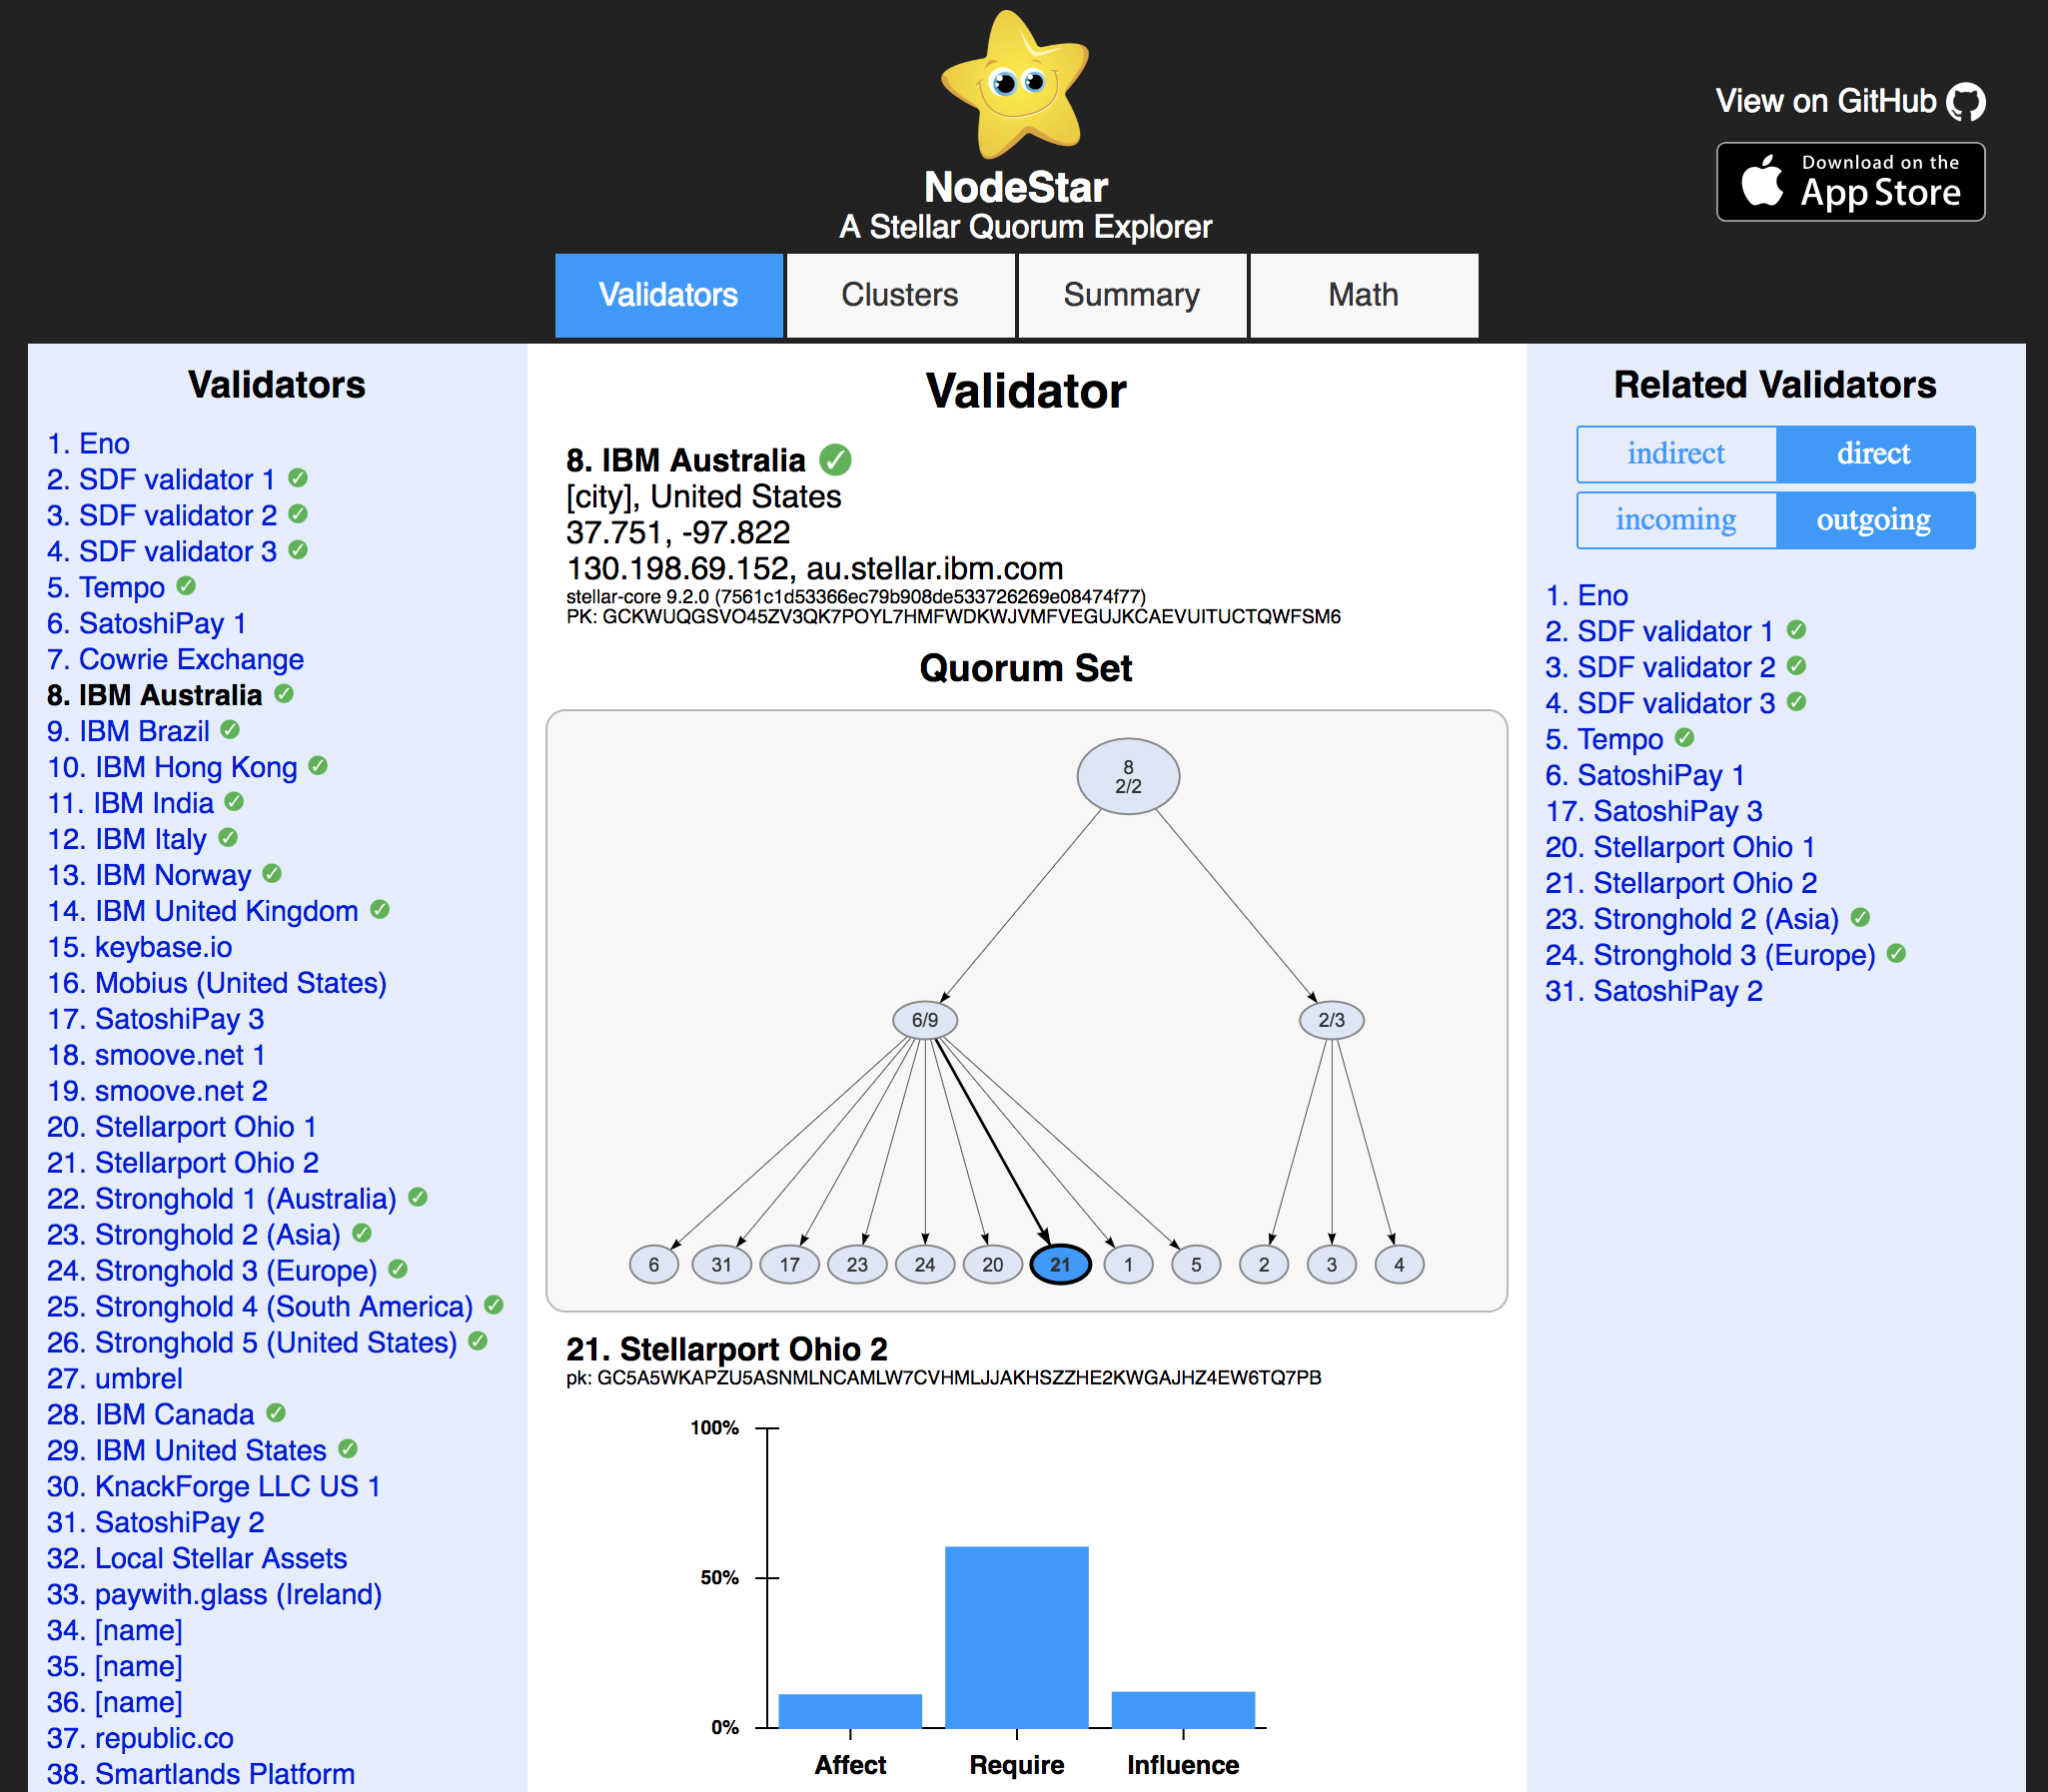 View on GitHub
Download on the
App Store
NodeStar
A Stellar Quorum Explorer
Validators
Clusters
Summary
Math
Validators
1. Eno
2. SDF validator 1
3. SDF validator 2
4. SDF validator 3
5. Tempo
6. SatoshiPay 1
7. Cowrie Exchange
8. IBM Australia
9. IBM Brazil
10. IBM Hong Kong
11. IBM India
12. IBM Italy
13. IBM Norway
14. IBM United Kingdom
15. keybase.io
16. Mobius (United States)
17. SatoshiPay 3
18. smoove.net 1
19. smoove.net 2
20. Stellarport Ohio 1
21. Stellarport Ohio 2
22. Stronghold 1 (Australia)
23. Stronghold 2 (Asia)
24. Stronghold 3 (Europe)
25. Stronghold 4 (South America)
26. Stronghold 5 (United States)
27. umbrel
28. IBM Canada
29. IBM United States
30. KnackForge LLC US 1
31. SatoshiPay 2
32. Local Stellar Assets
33. paywith.glass (Ireland)
34. [name]
35. [name]
36. [name]
37. republic.co
38. Smartlands Platform
Validator
8. IBM Australia
[city], United States
37.751, -97.822
130.198.69.152, au.stellar.ibm.com
stellar-core 9.2.0 (7561c1d53366ec79b908de533726269e08474f77)
PK: GCKWUQGSVO45ZV3QK7POYL7HMFWDKWJVMFVEGUJKCAEVUITUCTQWFSM6
Quorum Set
8
2/2
6/9
2/3
6
31
17
23
24
20
21
1
5
2
3
4
21. Stellarport Ohio 2
pk: GC5A5WKAPZU5ASNMLNCAMLW7CVHMLJJAKHSZZHE2KWGAJHZ4EW6TQ7PB
100%
50%
0%
Affect
Require
Influence
Related Validators
indirect
direct
incoming
outgoing
1. Eno
2. SDF validator 1
3. SDF validator 2
4. SDF validator 3
5. Tempo
6. SatoshiPay 1
17. SatoshiPay 3
20. Stellarport Ohio 1
21. Stellarport Ohio 2
23. Stronghold 2 (Asia)
24. Stronghold 3 (Europe)
31. SatoshiPay 2